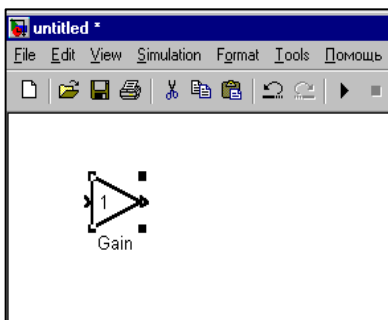 untitled *
File Edit View Simulation Format Tools Помощь
1
Gain